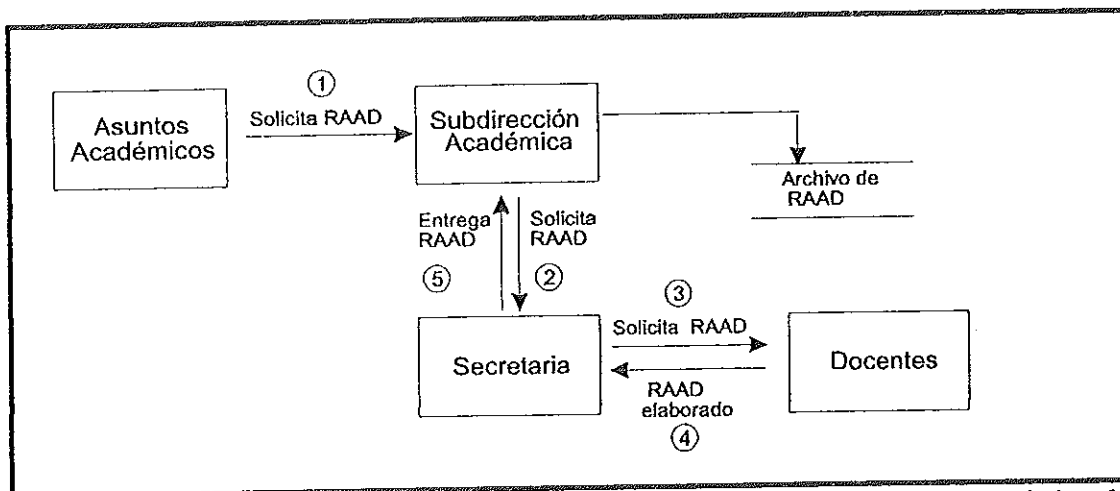 ①
Solicita RAAD
Asuntos
Académicos
Subdirección
Académica
Archivo de
RAAD
Entrega
RAAD
⑤
Solicita
RAAD
②
③
Solicita RAAD
Secretaria
Docentes
RAAD
elaborado
④